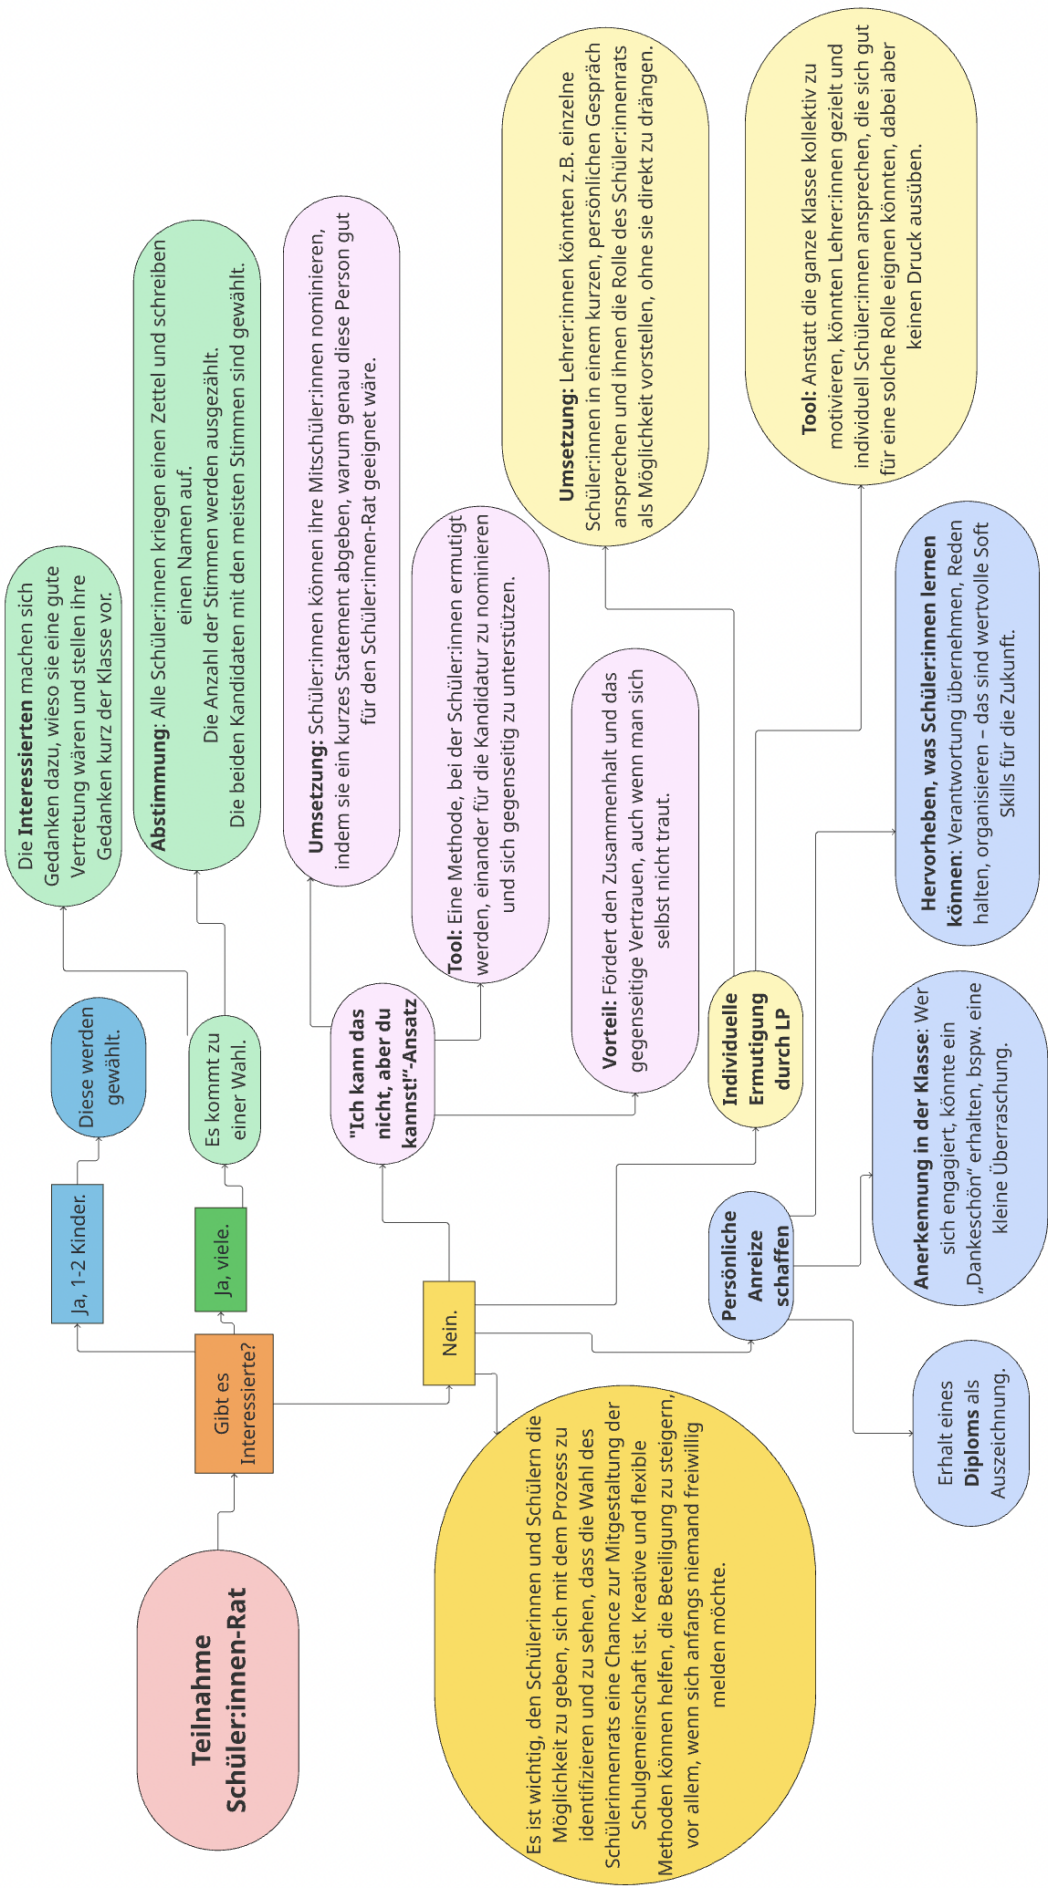 Teilnahme
Schüler:innen-Rat
Gibt es
Interessierte?
Ja, 1-2 Kinder.
Diese werden
gewählt.
Ja, viele.
Es kommt zu
einer Wahl.
Die Interessierten machen sich
Gedanken dazu, wieso sie eine gute
Vertretung wären und stellen ihre
Gedanken kurz der Klasse vor.
Abstimmung: Alle Schüler:innen kriegen einen Zettel und schreiben
einen Namen auf.
Die Anzahl der Stimmen werden ausgezählt.
Die beiden Kandidaten mit den meisten Stimmen sind gewählt.
Nein.
Es ist wichtig, den Schülerinnen und Schülern die
Möglichkeit zu geben, sich mit dem Prozess zu
identifizieren und zu sehen, dass die Wahl des
Schülerinnenrats eine Chance zur Mitgestaltung der
Schulgemeinschaft ist. Kreative und flexible
Methoden können helfen, die Beteiligung zu steigern,
vor allem, wenn sich anfangs niemand freiwillig
melden möchte.
"Ich kann das
nicht, aber du
kannst!“-Ansatz
Umsetzung: Schüler:innen können ihre Mitschüler:innen nominieren,
indem sie ein kurzes Statement abgeben, warum genau diese Person gut
für den Schüler:innen-Rat geeignet wäre.
Tool: Eine Methode, bei der Schüler:innen ermutigt
werden, einander für die Kandidatur zu nominieren
und sich gegenseitig zu unterstützen.
Vorteil: Fördert den Zusammenhalt und das
gegenseitige Vertrauen, auch wenn man sich
selbst nicht traut.
Individuelle
Ermutigung
durch LP
Umsetzung: Lehrer:innen könnten z.B. einzelne
Schüler:innen in einem kurzen, persönlichen Gespräch
ansprechen und ihnen die Rolle des Schüler:innenrats
als Möglichkeit vorstellen, ohne sie direkt zu drängen.
Tool: Anstatt die ganze Klasse kollektiv zu
motivieren, könnten Lehrer:innen gezielt und
individuell Schüler:innen ansprechen, die sich gut
für eine solche Rolle eignen könnten, dabei aber
keinen Druck ausüben.
Persönliche
Anreize
schaffen
Erhalt eines
Diploms als
Auszeichnung.
Anerkennung in der Klasse: Wer
sich engagiert, könnte ein
„Dankeschön“ erhalten, bspw. eine
kleine Überraschung.
Hervorheben, was Schüler:innen lernen
können: Verantwortung übernehmen, Reden
halten, organisieren – das sind wertvolle Soft
Skills für die Zukunft.